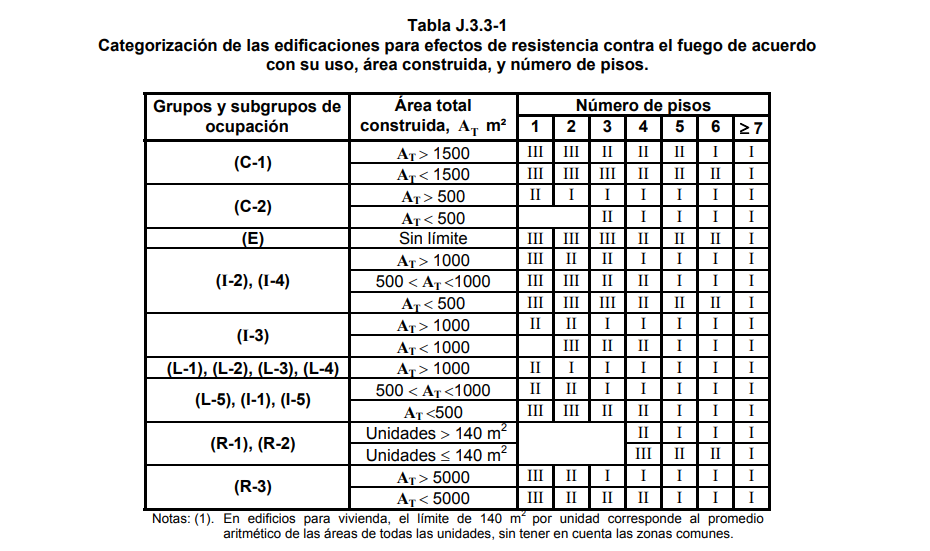 Tabla J.3.3-1
Categorización de las edificaciones para efectos de resistencia contra el fuego de acuerdo
con su uso, área construida, y número de pisos.
Grupos y subgrupos de ocupación Área total construida, A_T m² Número de pisos
1 2 3 4 5 6 ≥ 7
(C-1) A_T > 1500 III III II II II I I
A_T < 1500 III III III II II II I
(C-2) A_T > 500 II I I I I I I
A_T < 500 II I I I I
(E) Sin límite III III III II II II I
(I-2), (I-4) A_T > 1000 III II II I I I I
500 < A_T <1000 III III II II I I I
A_T < 500 III III III II II II I
(I-3) A_T > 1000 II II I I I I I
A_T < 1000 III II II I I I
(L-1), (L-2), (L-3), (L-4) A_T > 1000 II I I I I I I
(L-5), (I-1), (I-5) 500 < A_T <1000 II II I I I I I
A_T <500 III III II II I I I
(R-1), (R-2) Unidades > 140 m² II I I I
Unidades ≤ 140 m² III II II I
(R-3) A_T > 5000 III II I I I I I
A_T < 5000 III II II II I I I
Notas: (1). En edificios para vivienda, el límite de 140 m² por unidad corresponde al promedio
aritmético de las áreas de todas las unidades, sin tener en cuenta las zonas comunes.